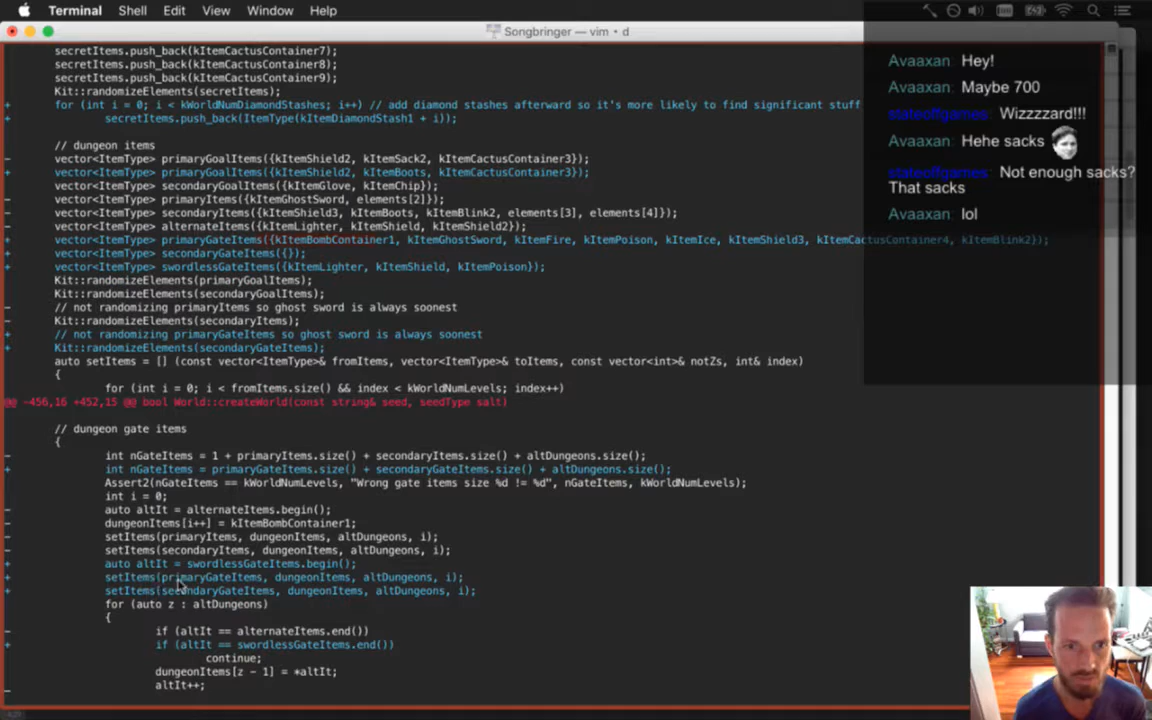 Terminal Shell Edit View Window Help
Songbringer — vim • d
secretItems.push_back(kItemCactusContainer7);
secretItems.push_back(kItemCactusContainer8);
secretItems.push_back(kItemCactusContainer9);
Kit::randomizeElements(secretItems);
+ for (int i = 0; i < kWorldNumDiamondStashes; i++) // add diamond stashes afterward so it's more likely to find significant stuff
+ secretItems.push_back(ItemType(kItemDiamondStash1 + i));
// dungeon items
- vector<ItemType> primaryGoalItems({kItemShield2, kItemSack2, kItemCactusContainer3});
+ vector<ItemType> primaryGoalItems({kItemShield2, kItemBoots, kItemCactusContainer3});
vector<ItemType> secondaryGoalItems({kItemGlove, kItemChip});
- vector<ItemType> primaryItems({kItemGhostSword, elements[2]});
- vector<ItemType> secondaryItems({kItemShield3, kItemBoots, kItemBlink2, elements[3], elements[4]});
- vector<ItemType> alternateItems({kItemLighter, kItemShield, kItemShield2});
+ vector<ItemType> primaryGateItems({kItemBombContainer1, kItemGhostSword, kItemFire, kItemPoison, kItemIce, kItemShield3, kItemCactusContainer4, kItemBlink2});
+ vector<ItemType> secondaryGateItems({});
+ vector<ItemType> swordlessGateItems({kItemLighter, kItemShield, kItemPoison});
Kit::randomizeElements(primaryGoalItems);
Kit::randomizeElements(secondaryGoalItems);
- // not randomizing primaryItems so ghost sword is always soonest
- Kit::randomizeElements(secondaryItems);
+ // not randomizing primaryGateItems so ghost sword is always soonest
+ Kit::randomizeElements(secondaryGateItems);
auto setItems = [] (const vector<ItemType>& fromItems, vector<ItemType>& toItems, const vector<int>& notZs, int& index)
{
for (int i = 0; i < fromItems.size() && index < kWorldNumLevels; index++)
@@ -456,16 +452,15 @@ bool World::createWorld(const string& seed, seedType salt)
// dungeon gate items
{
- int nGateItems = 1 + primaryItems.size() + secondaryItems.size() + altDungeons.size();
+ int nGateItems = primaryGateItems.size() + secondaryGateItems.size() + altDungeons.size();
Assert2(nGateItems == kWorldNumLevels, "Wrong gate items size %d != %d", nGateItems, kWorldNumLevels);
int i = 0;
- auto altIt = alternateItems.begin();
- dungeonItems[i++] = kItemBombContainer1;
- setItems(primaryItems, dungeonItems, altDungeons, i);
- setItems(secondaryItems, dungeonItems, altDungeons, i);
+ auto altIt = swordlessGateItems.begin();
+ setItems(primaryGateItems, dungeonItems, altDungeons, i);
+ setItems(secondaryGateItems, dungeonItems, altDungeons, i);
for (auto z : altDungeons)
{
- if (altIt == alternateItems.end())
+ if (altIt == swordlessGateItems.end())
continue;
dungeonItems[z - 1] = *altIt;
- altIt++;
Avaaxan: Hey!
Avaaxan: Maybe 700
stateoffgames: Wizzzzard!!!
Avaaxan: Hehe sacks
stateoffgames: Not enough sacks?
That sacks
Avaaxan: lol